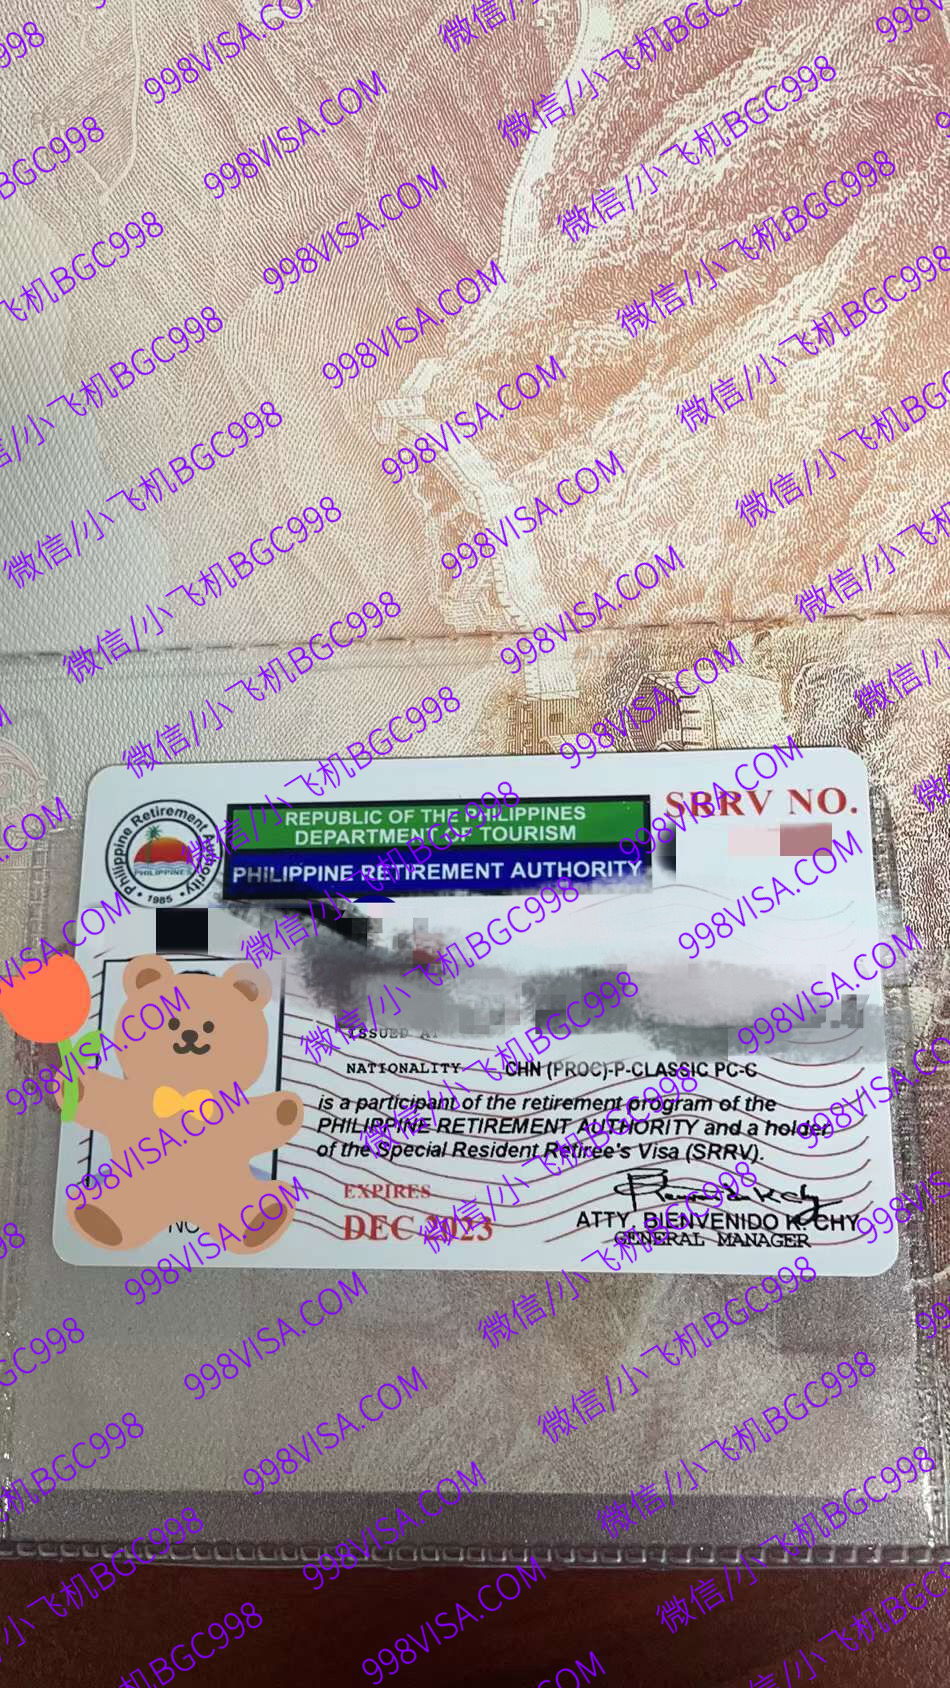 998VISA.COM
微信/小飞机BGC998
REPUBLIC OF THE PHILIPPINES
DEPARTMENT OF TOURISM
PHILIPPINE RETIREMENT AUTHORITY
SRRV NO.
Philippine Retirement Authority
PHILIPPINES
1985
ISSUED AT
NATIONALITY CHN (PROC)-P-CLASSIC PC-C
is a participant of the retirement program of the
PHILIPPINE RETIREMENT AUTHORITY and a holder
of the Special Resident Retiree's Visa (SRRV).
EXPIRES
DEC 2023
NO
ATTY. BIENVENIDO K. CHY
GENERAL MANAGER